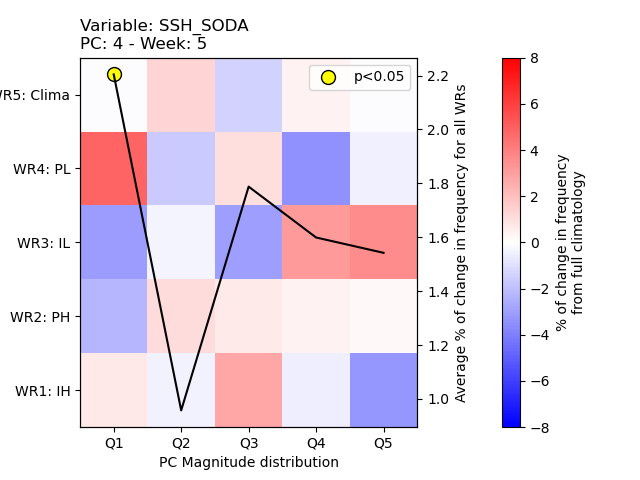 Variable: SSH_SODA
PC: 4 - Week: 5
p<0.05
WR5: Clima
WR4: PL
WR3: IL
WR2: PH
WR1: IH
Q1 Q2 Q3 Q4 Q5
PC Magnitude distribution
2.2
2.0
1.8
1.6
1.4
1.2
1.0
Average % of change in frequency for all WRs
8
6
4
2
0
−2
−4
−6
−8
% of change in frequency
from full climatology